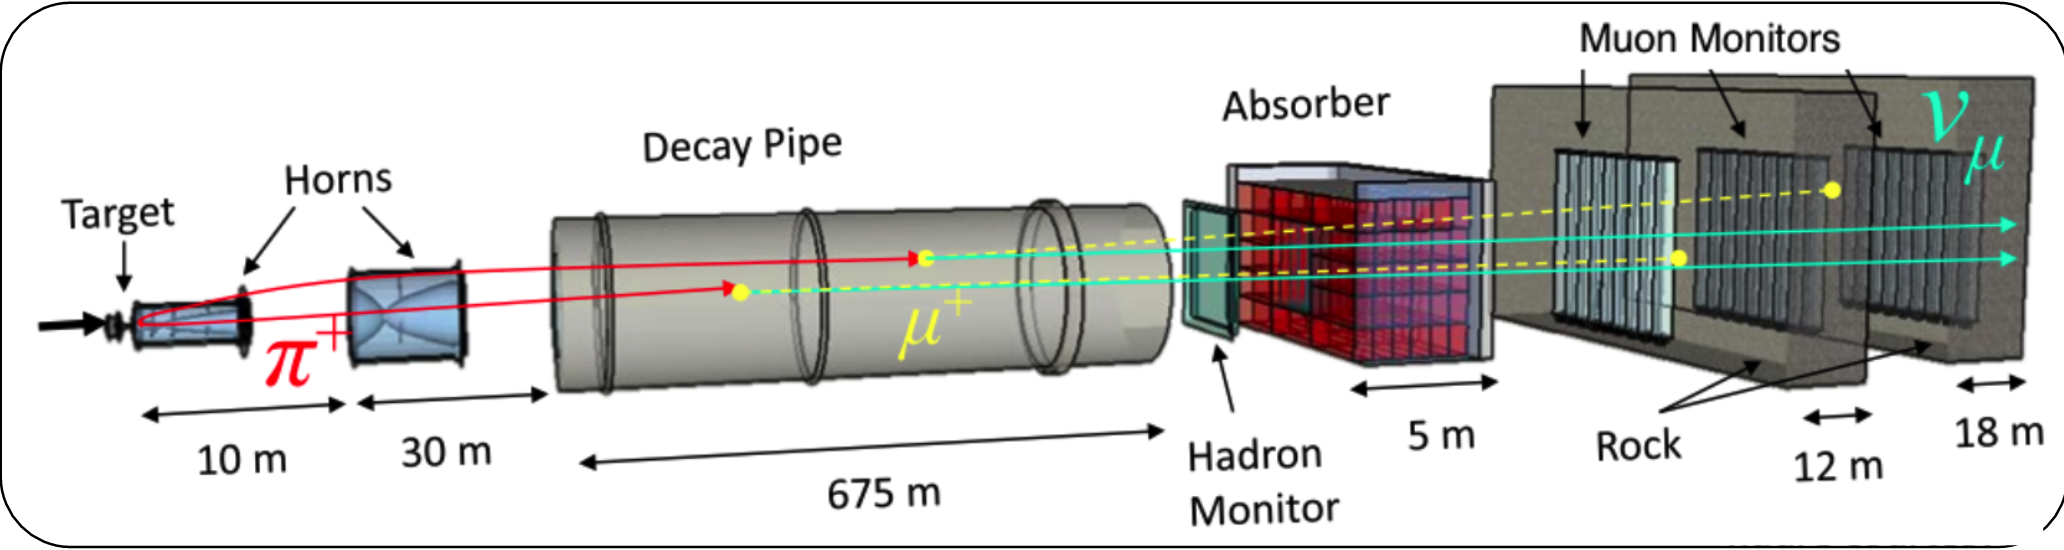 Muon Monitors
Absorber
Decay Pipe
Horns
Target
π⁺
μ⁺
ν
μ
10 m
30 m
675 m
Hadron
Monitor
5 m
Rock
12 m
18 m